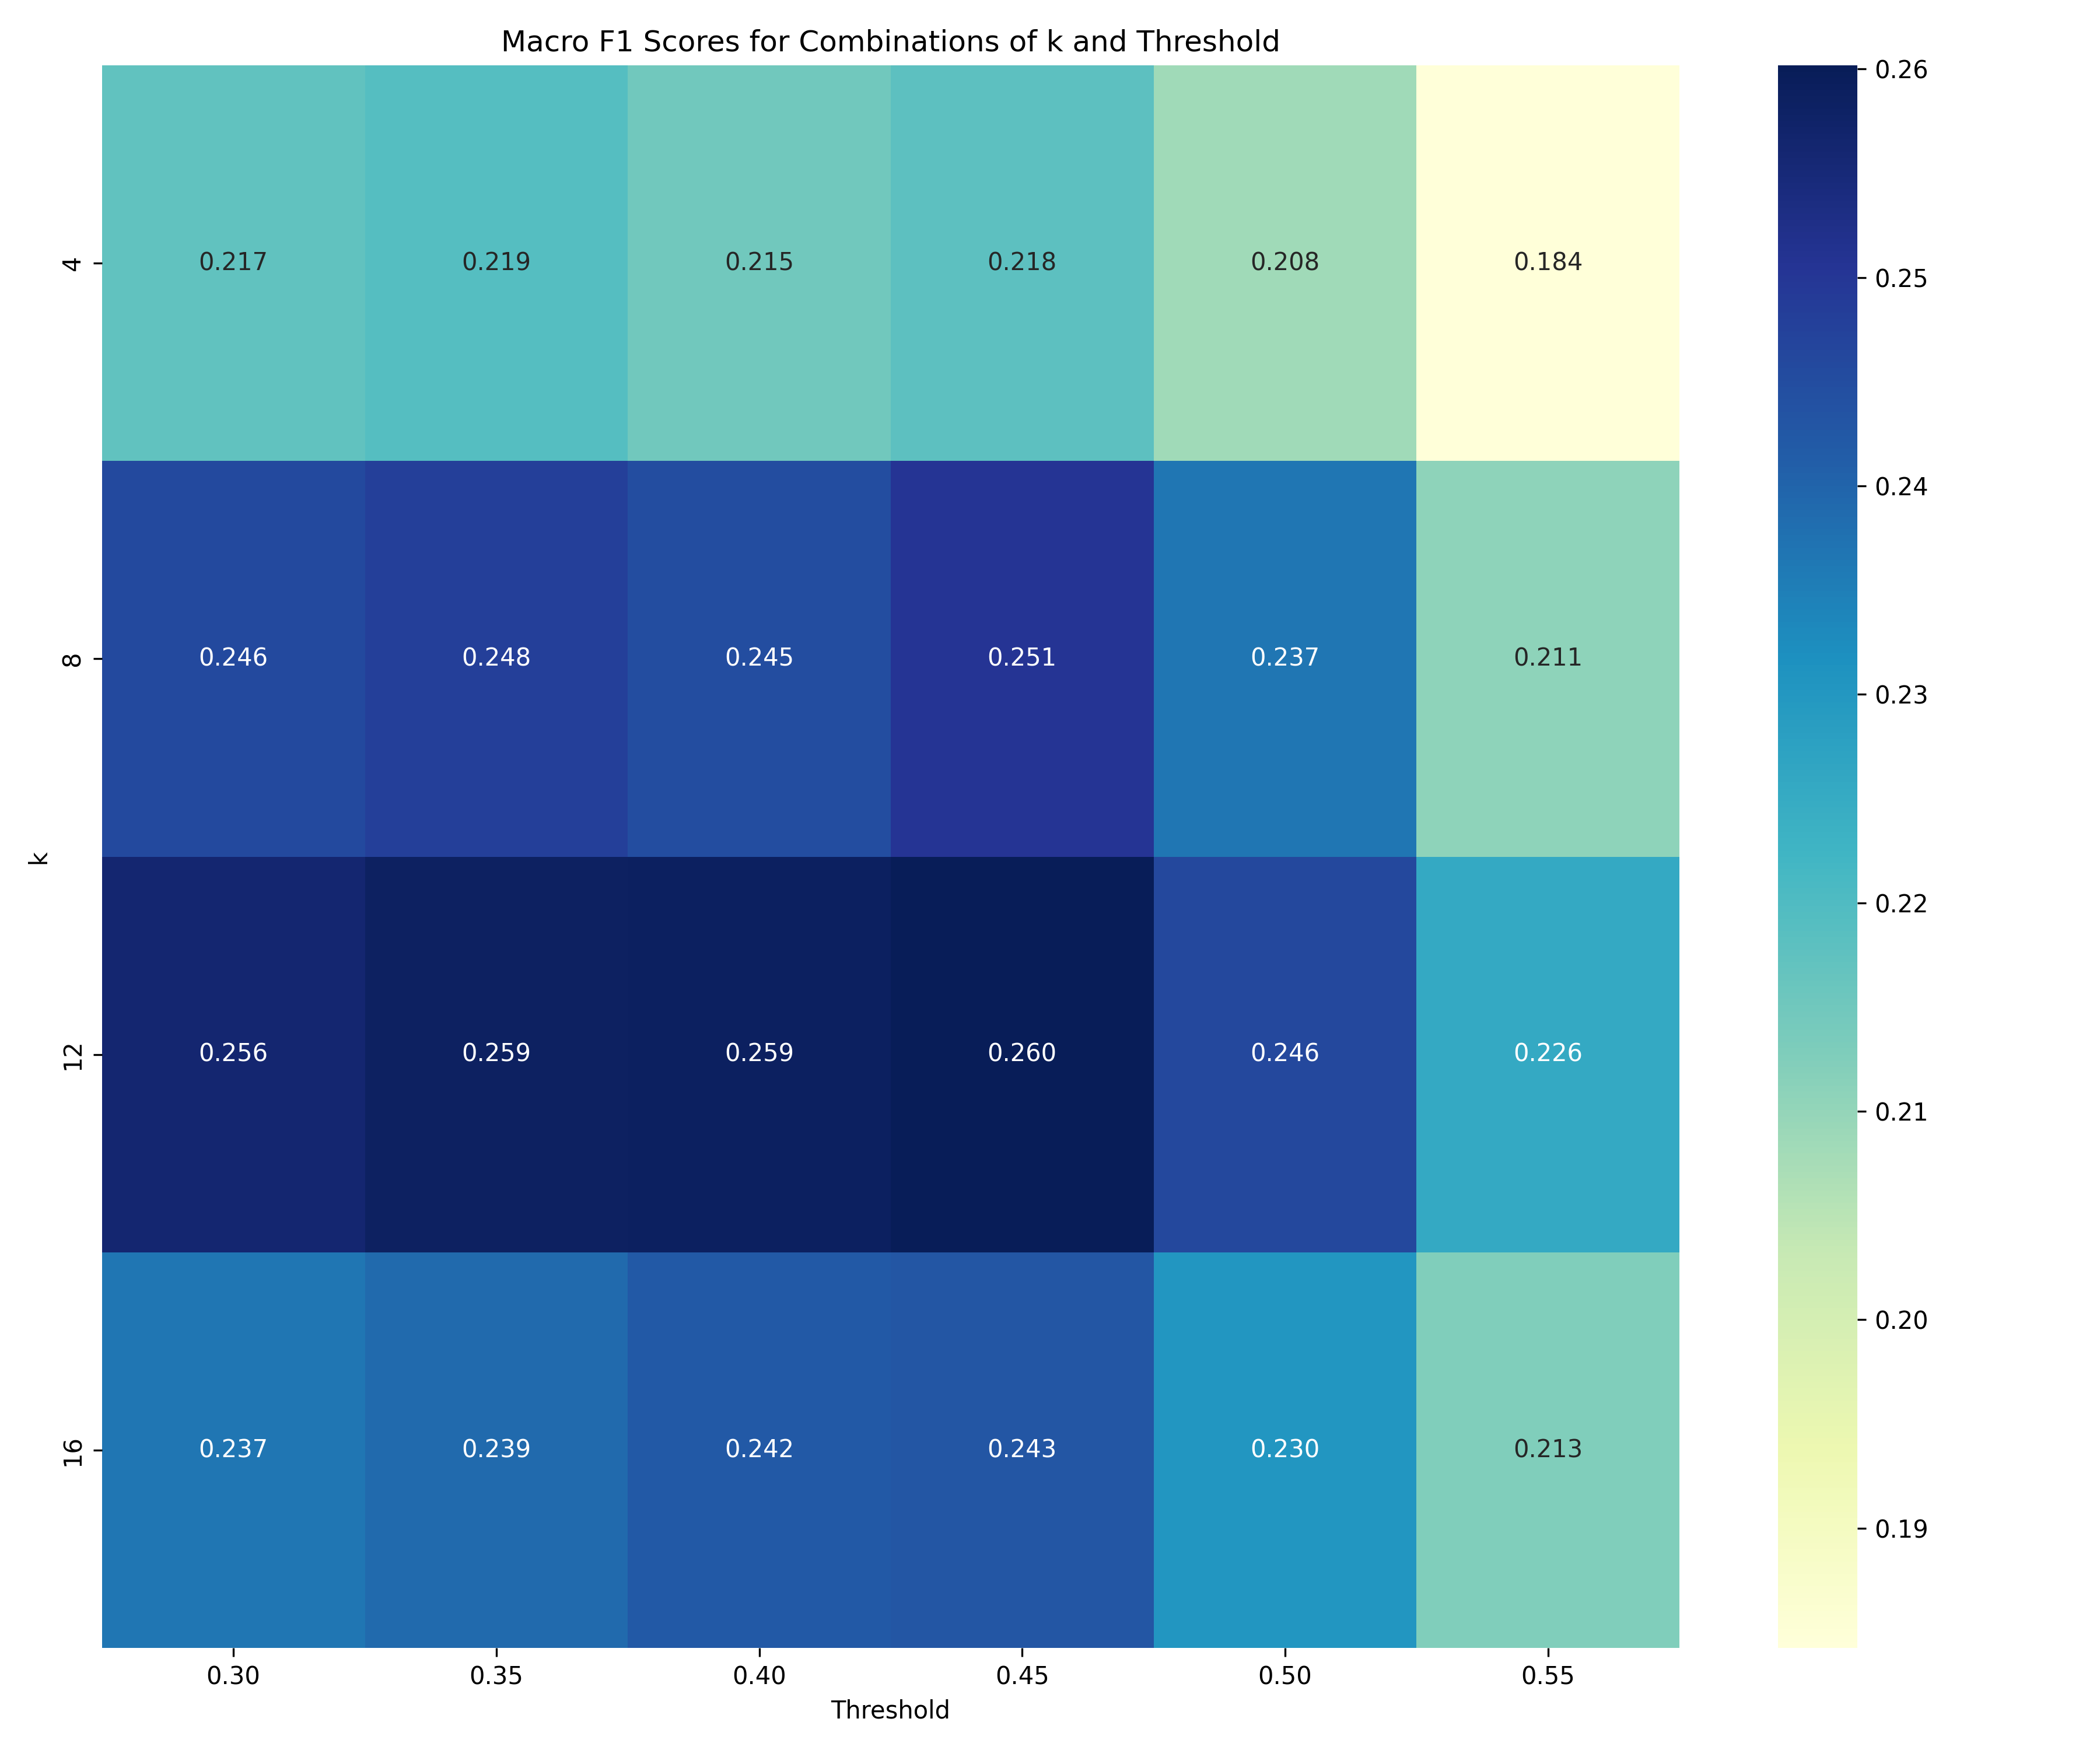 Macro F1 Scores for Combinations of k and Threshold
4 0.217 0.219 0.215 0.218 0.208 0.184
8 0.246 0.248 0.245 0.251 0.237 0.211
12 0.256 0.259 0.259 0.260 0.246 0.226
16 0.237 0.239 0.242 0.243 0.230 0.213
k
0.30 0.35 0.40 0.45 0.50 0.55
Threshold
0.26
0.25
0.24
0.23
0.22
0.21
0.20
0.19